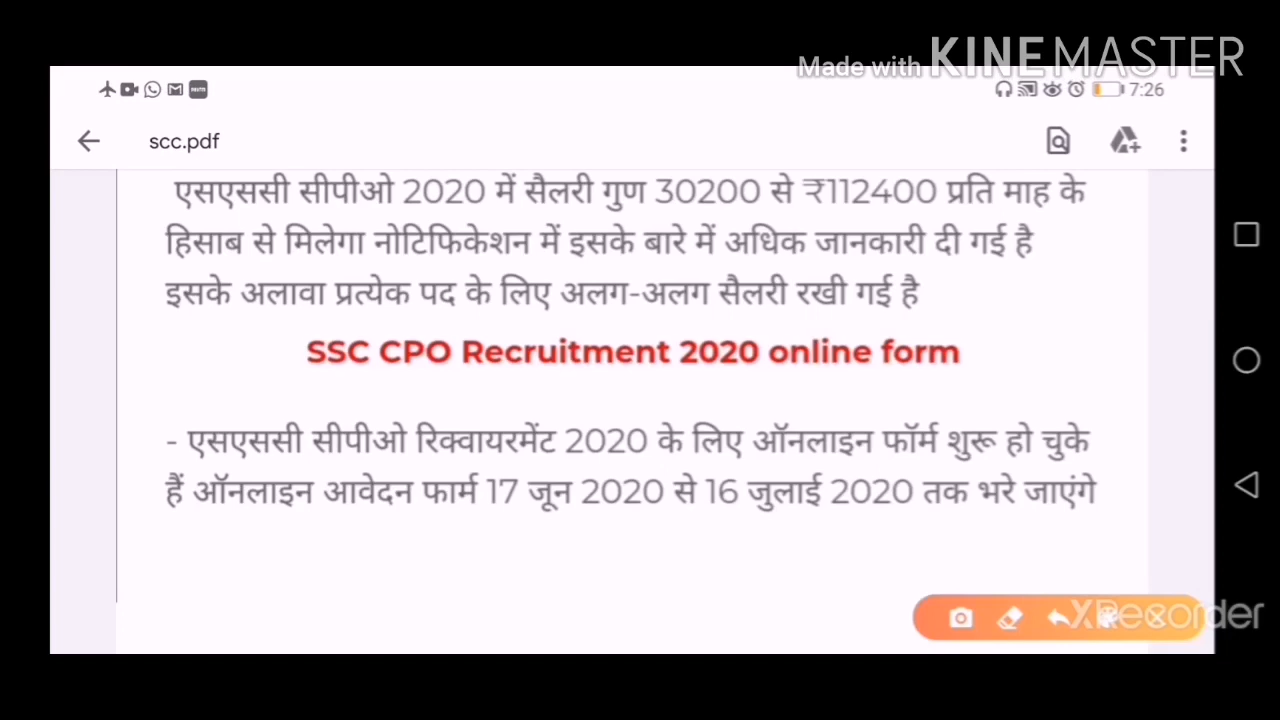 Made with KINEMASTER
7:26
scc.pdf
एसएससी सीपीओ 2020 में सैलरी गुण 30200 से ₹112400 प्रति माह के
हिसाब से मिलेगा नोटिफिकेशन में इसके बारे में अधिक जानकारी दी गई है
इसके अलावा प्रत्येक पद के लिए अलग-अलग सैलरी रखी गई है
SSC CPO Recruitment 2020 online form
- एसएससी सीपीओ रिक्वायरमेंट 2020 के लिए ऑनलाइन फॉर्म शुरू हो चुके
हैं ऑनलाइन आवेदन फार्म 17 जून 2020 से 16 जुलाई 2020 तक भरे जाएंगे
XRecorder